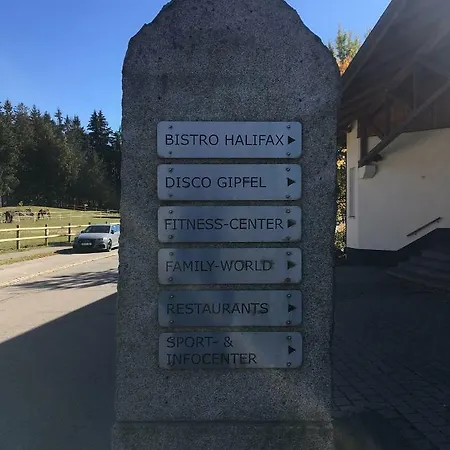 BISTRO HALIFAX
DISCO GIPFEL
FITNESS-CENTER
FAMILY-WORLD
RESTAURANTS
SPORT- &
INFOCENTER